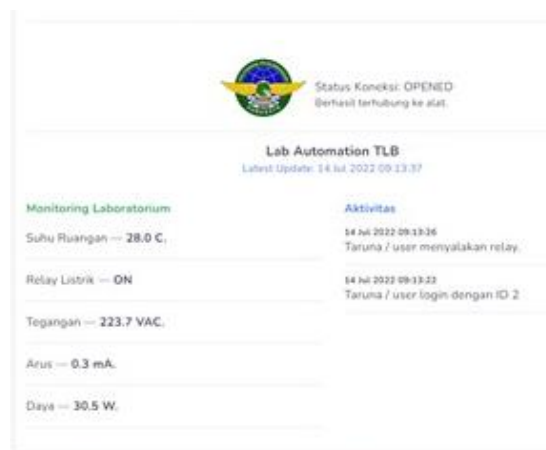 Status Koneksi: OPENED
Berhasil terhubung ke alat.
Lab Automation TLB
Latest Update: 14 Jul 2022 09:13:37
Monitoring Laboratorium
Suhu Ruangan — 28.0 C.
Relay Listrik — ON
Tegangan — 223.7 VAC.
Arus — 0.3 mA.
Daya — 30.5 W.
Aktivitas
14 Jul 2022 09:13:26
Taruna / user menyalakan relay.
14 Jul 2022 09:13:22
Taruna / user login dengan ID 2